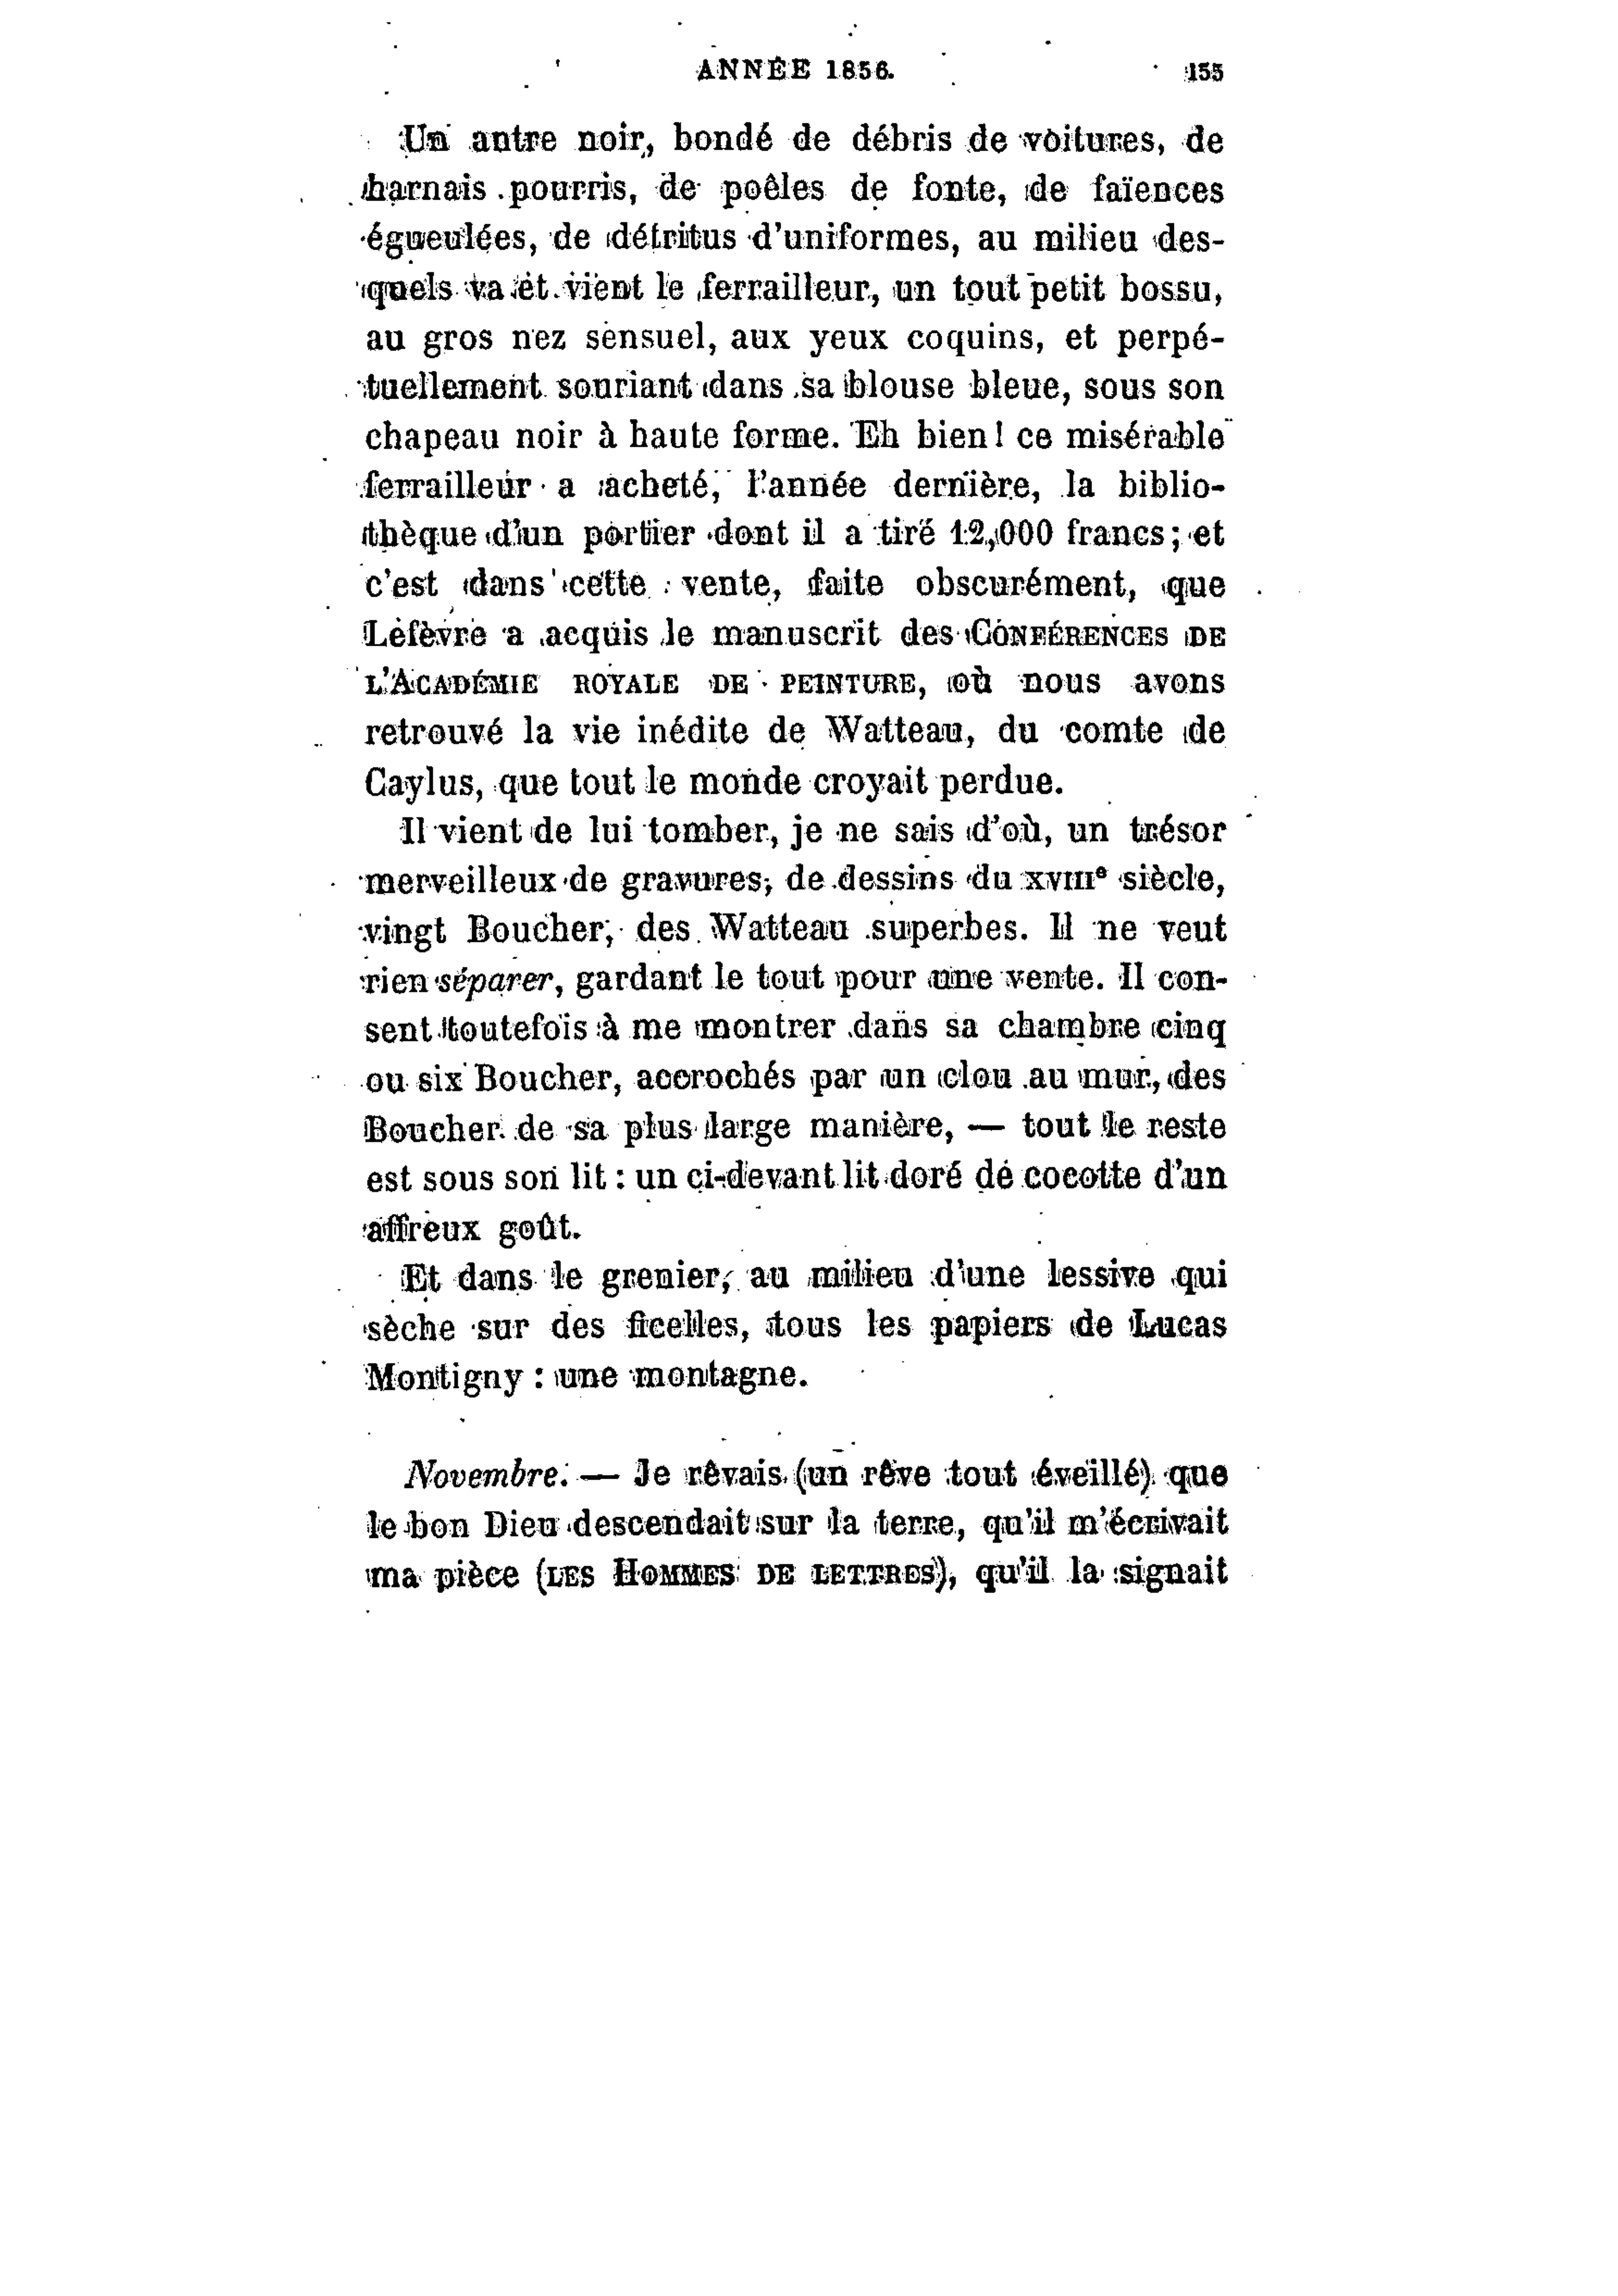 ANNÉE 1856. 155
Un antre noir, bondé de débris de voitures, de
harnais pourris, de poêles de fonte, de faïences
égueulées, de détritus d'uniformes, au milieu des-
quels va et vient le ferrailleur, un tout petit bossu,
au gros nez sensuel, aux yeux coquins, et perpé-
tuellement souriant dans sa blouse bleue, sous son
chapeau noir à haute forme. Eh bien! ce misérable
ferrailleur a acheté, l'année dernière, la biblio-
thèque d'un portier dont il a tiré 12,000 francs; et
c'est dans cette vente, faite obscurément, que
Lefèvre a acquis le manuscrit des CONFÉRENCES DE
L'ACADÉMIE ROYALE DE PEINTURE, où nous avons
retrouvé la vie inédite de Watteau, du comte de
Caylus, que tout le monde croyait perdue.
Il vient de lui tomber, je ne sais d'où, un trésor
merveilleux de gravures, de dessins du XVIIIe siècle,
vingt Boucher, des Watteau superbes. Il ne veut
rien séparer, gardant le tout pour une vente. Il con-
sent toutefois à me montrer dans sa chambre cinq
ou six Boucher, accrochés par un clou au mur, des
Boucher de sa plus large manière, — tout le reste
est sous son lit : un ci-devant lit doré de cocotte d'un
affreux goût.
Et dans le grenier, au milieu d'une lessive qui
sèche sur des ficelles, tous les papiers de Lucas
Montigny : une montagne.
Novembre. — Je rêvais (un rêve tout éveillé) que
le bon Dieu descendait sur la terre, qu'il m'écrivait
ma pièce (LES HOMMES DE LETTRES), qu'il la signait